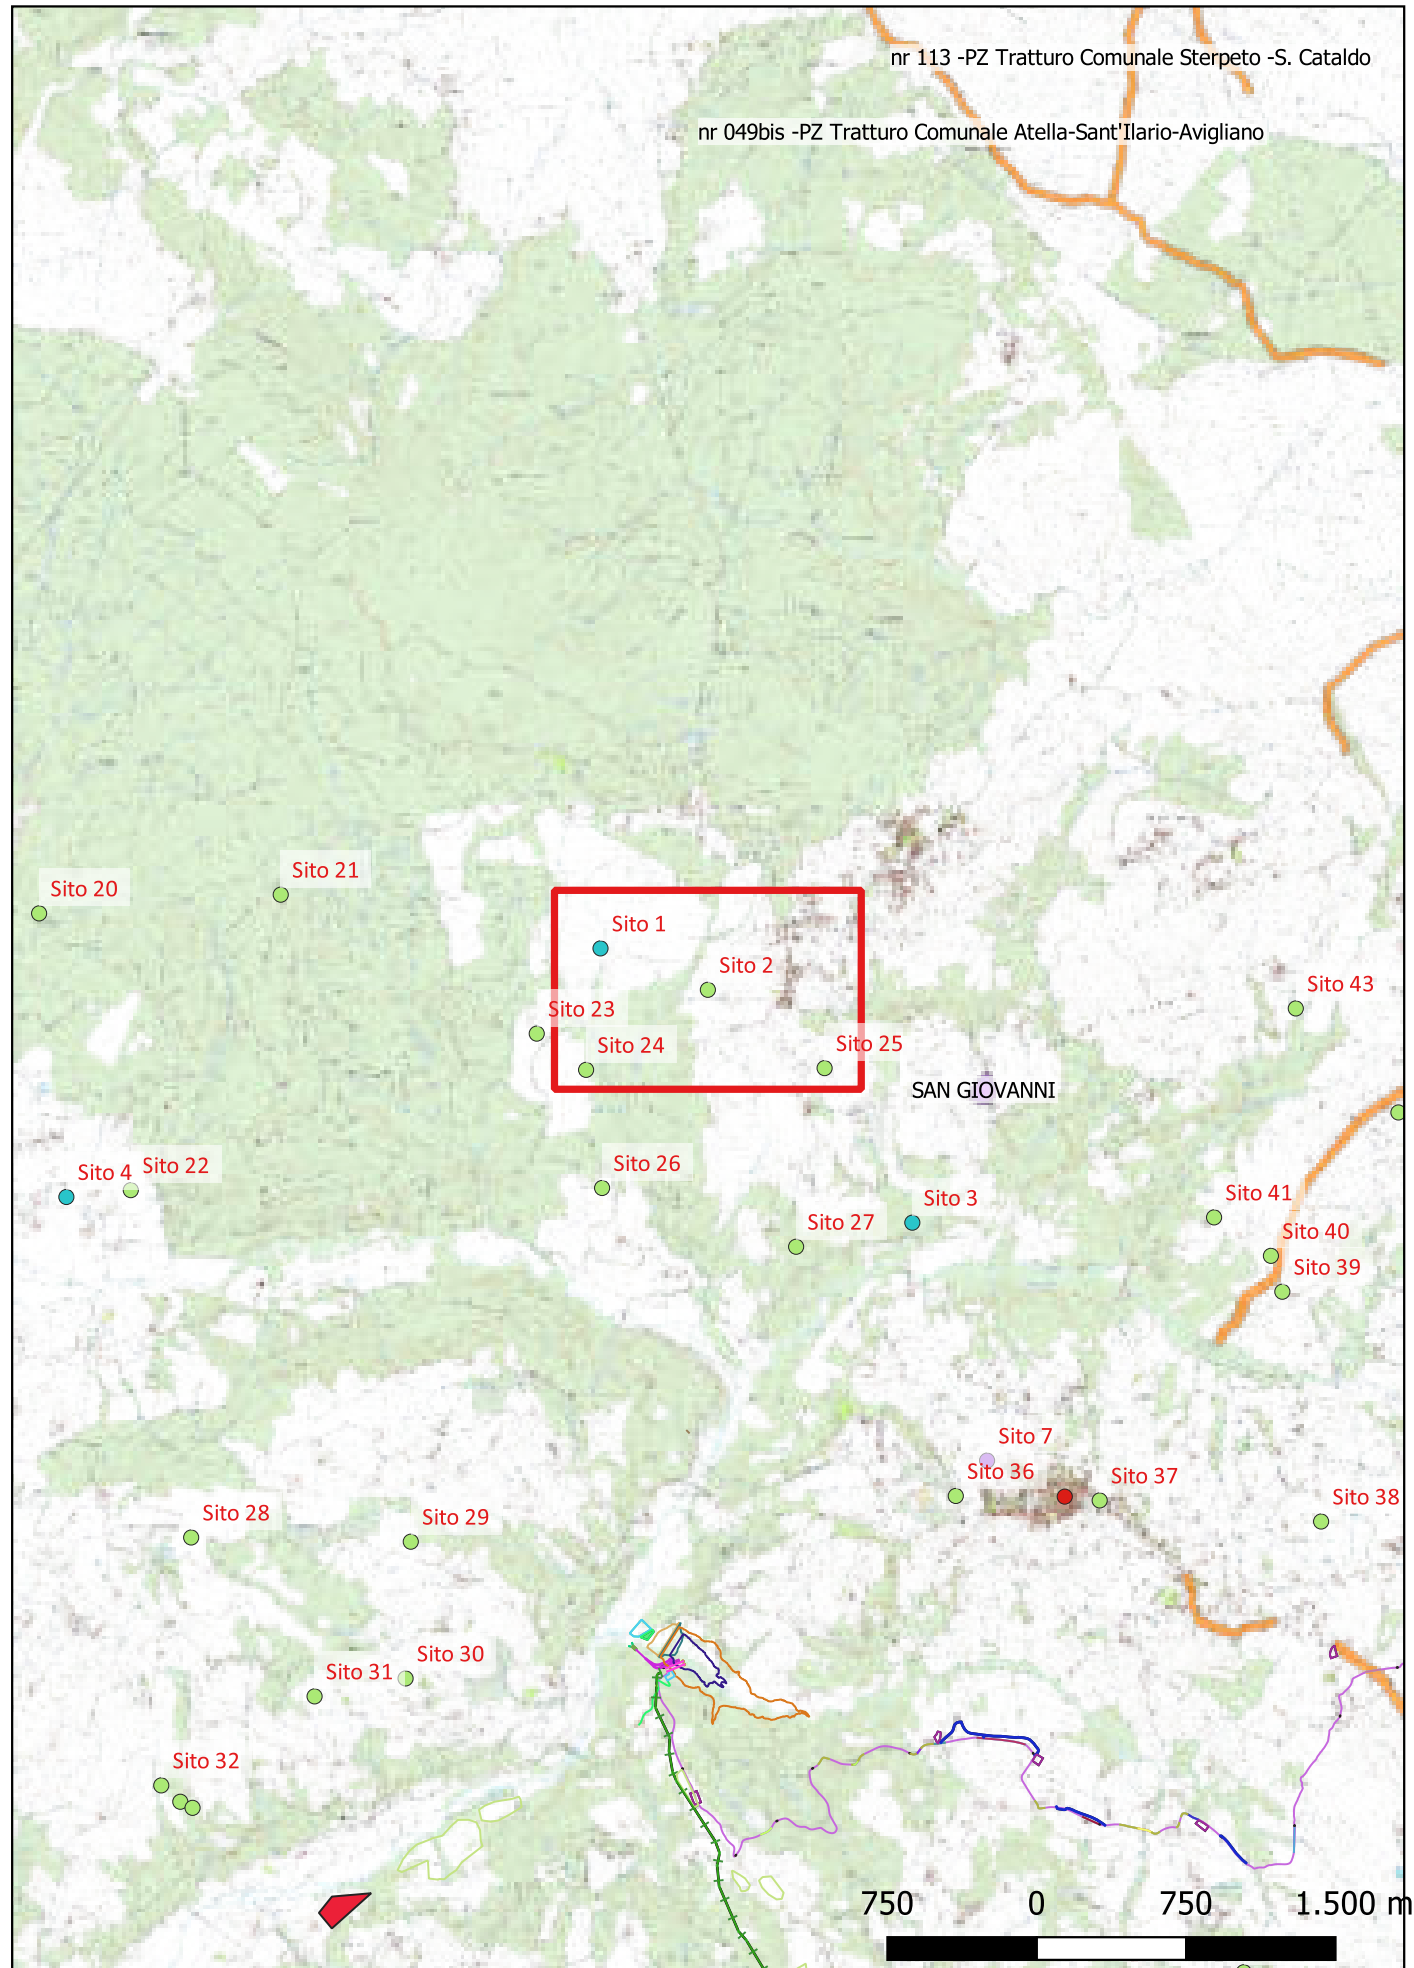 nr 113 -PZ Tratturo Comunale Sterpeto -S. Cataldo
nr 049bis -PZ Tratturo Comunale Atella-Sant'Ilario-Avigliano
Sito 21
Sito 20
Sito 1
Sito 2
Sito 43
Sito 23
Sito 24
Sito 25
SAN GIOVANNI
Sito 4
Sito 22
Sito 26
Sito 3
Sito 41
Sito 27
Sito 40
Sito 39
Sito 7
Sito 36
Sito 37
Sito 38
Sito 28
Sito 29
Sito 30
Sito 31
Sito 32
750 0 750 1.500 m